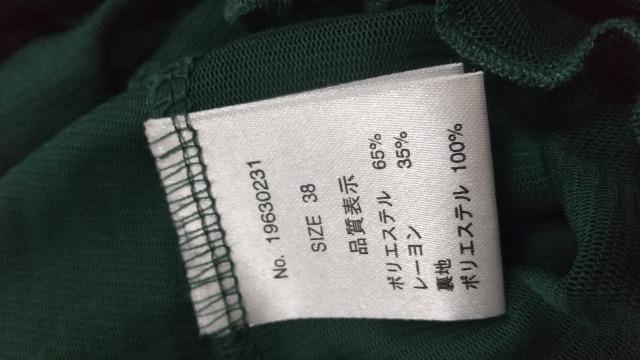 No. 19630231
SIZE 38
品質表示
ポリエステル 65%
レーヨン 35%
裏地
ポリエステル 100%